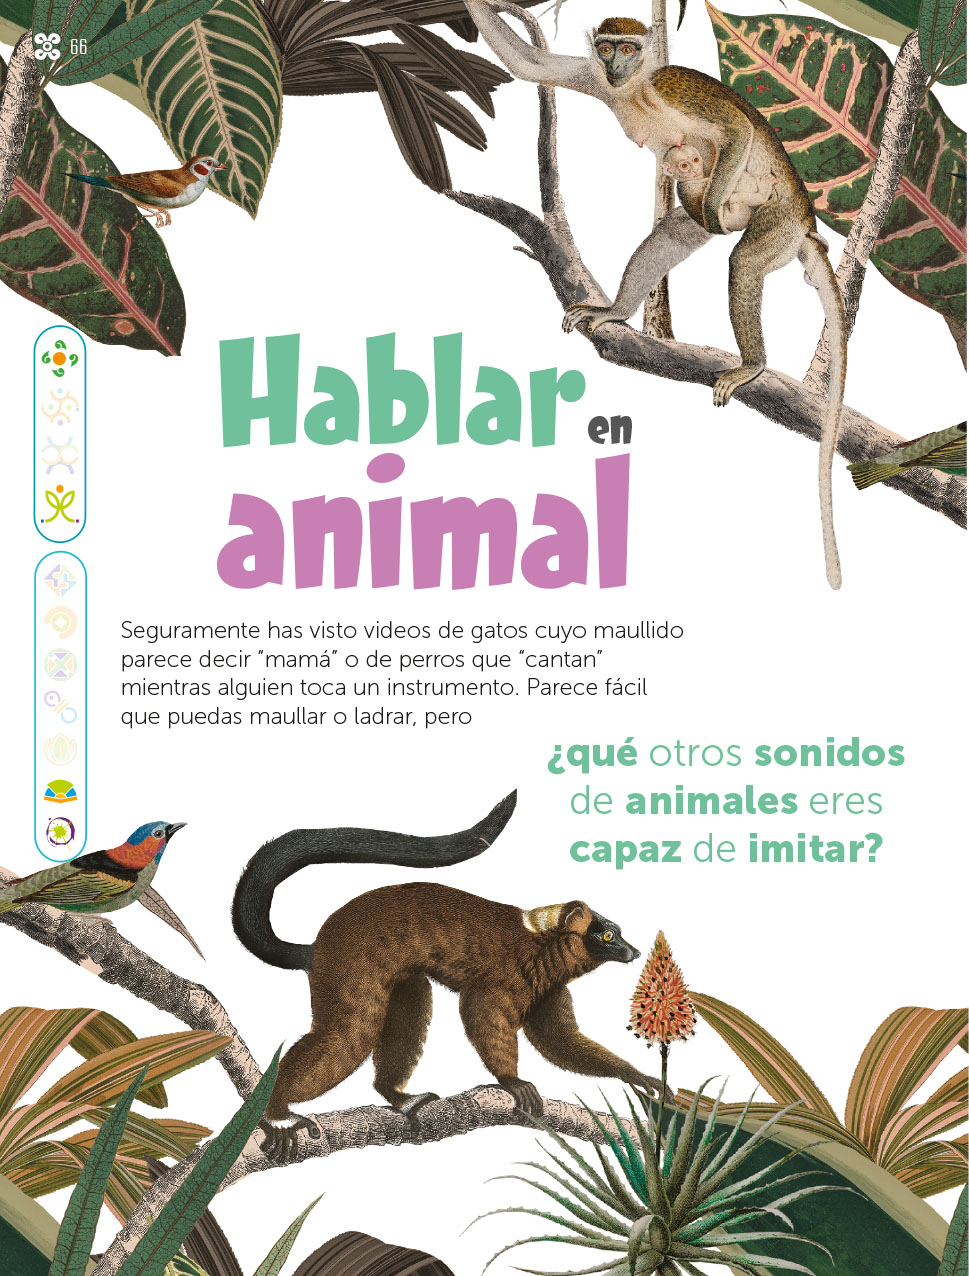 66
Hablar en
animal
Seguramente has visto videos de gatos cuyo maullido
parece decir “mamá” o de perros que “cantan”
mientras alguien toca un instrumento. Parece fácil
que puedas maullar o ladrar, pero
¿qué otros sonidos
de animales eres
capaz de imitar?